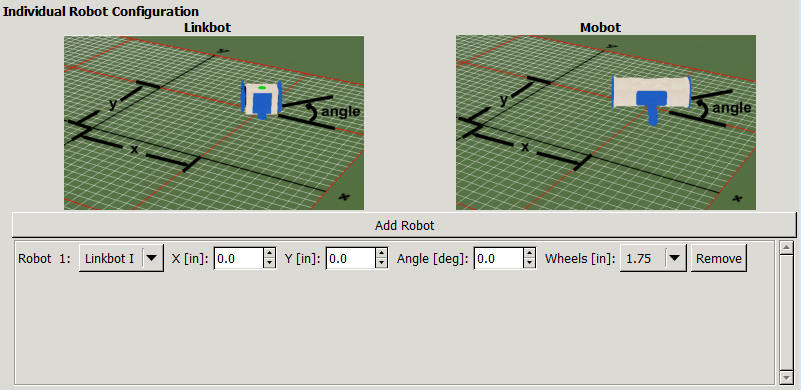 Individual Robot Configuration
Linkbot
Mobot
y
y
x
angle
x
y
y
x
angle
x
Add Robot
Robot 1: Linkbot I X [in]: 0.0 Y [in]: 0.0 Angle [deg]: 0.0 Wheels [in]: 1.75 Remove